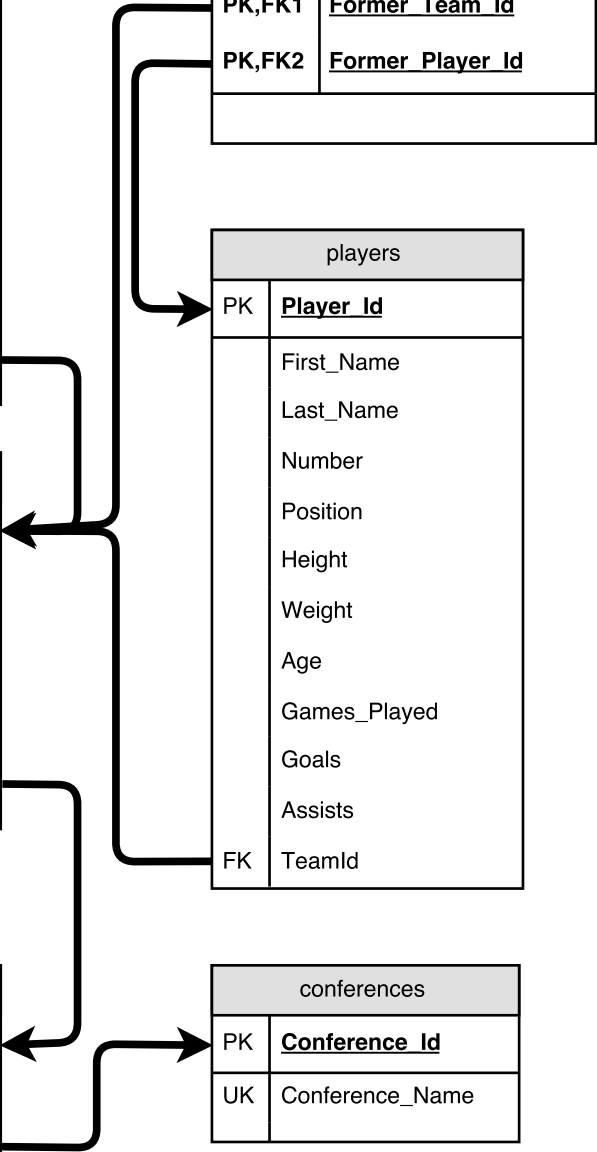 PK,FK1 Former_Team_Id
PK,FK2 Former_Player_Id
players
PK Player_Id
First_Name
Last_Name
Number
Position
Height
Weight
Age
Games_Played
Goals
Assists
FK TeamId
conferences
PK Conference_Id
UK Conference_Name